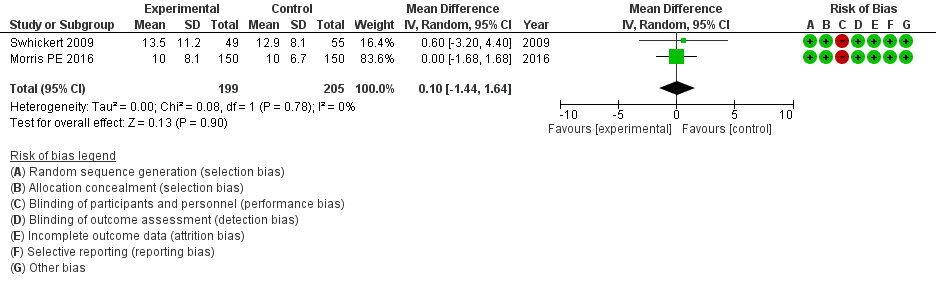 Experimental Control Mean Difference Mean Difference Risk of Bias
Study or Subgroup Mean SD Total Mean SD Total Weight IV, Random, 95% CI Year IV, Random, 95% CI A B C D E F G
Swhickert 2009 13.5 11.2 49 12.9 8.1 55 16.4% 0.60 [-3.20, 4.40] 2009 + + - + + + +
Morris PE 2016 10 8.1 150 10 6.7 150 83.6% 0.00 [-1.68, 1.68] 2016 + + - + + + +
Total (95% CI) 199 205 100.0% 0.10 [-1.44, 1.64]
Heterogeneity: Tau² = 0.00; Chi² = 0.08, df = 1 (P = 0.78); I² = 0%
Test for overall effect: Z = 0.13 (P = 0.90)
-10 -5 0 5 10
Favours [experimental] Favours [control]
Risk of bias legend
(A) Random sequence generation (selection bias)
(B) Allocation concealment (selection bias)
(C) Blinding of participants and personnel (performance bias)
(D) Blinding of outcome assessment (detection bias)
(E) Incomplete outcome data (attrition bias)
(F) Selective reporting (reporting bias)
(G) Other bias